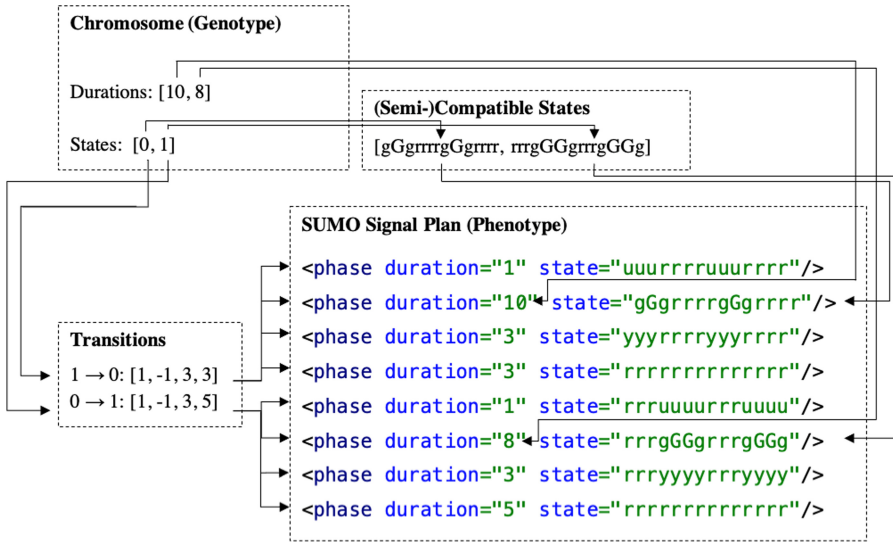 Chromosome (Genotype)
Durations: [10, 8]
States: [0, 1]
(Semi-)Compatible States
[gGgrrrrgGgrrrr, rrrgGGgrrrgGGg]
SUMO Signal Plan (Phenotype)
<phase duration="1" state="uuurrrruuurrrr"/>
<phase duration="10" state="gGgrrrrgGgrrrr"/>
<phase duration="3" state="yyyrrrryyyrrrr"/>
<phase duration="3" state="rrrrrrrrrrrrrr"/>
<phase duration="1" state="rrruuuurrruuuu"/>
<phase duration="8" state="rrrgGGgrrrgGGg"/>
<phase duration="3" state="rrryyyyrrryyyy"/>
<phase duration="5" state="rrrrrrrrrrrrrr"/>
Transitions
1 → 0: [1, -1, 3, 3]
0 → 1: [1, -1, 3, 5]